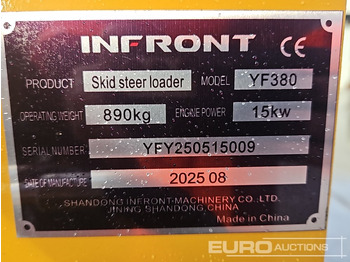 INFRONT CE
PRODUCT Skid steer loader MODEL YF380
OPERATING WEIGHT 890kg ENGINE POWER 15kw
SERIAL NUMBER YFY250515009
DATE OF MANUFACTURE 2025 08
SHANDONG INFRONT-MACHINERY CO.,LTD.
JINING,SHANDONG,CHINA
Made in China
EURO AUCTIONS